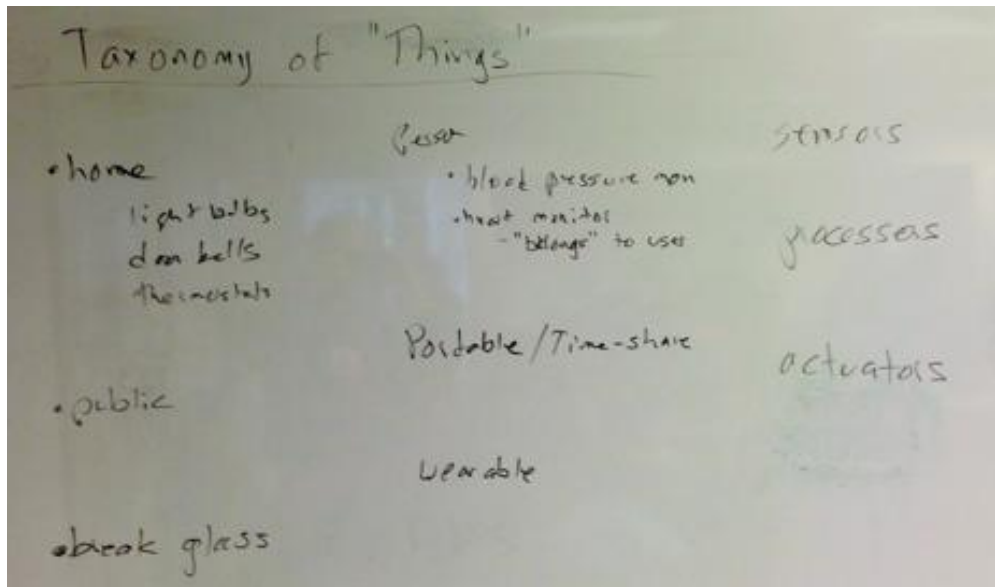 Taxonomy of "Things"
• home
light bulbs
door bells
thermostats
• public
• break glass
• blood pressure mon
• heart monitor
- "belongs" to user
Portable / Time-share
wearable
sensors
processors
actuators